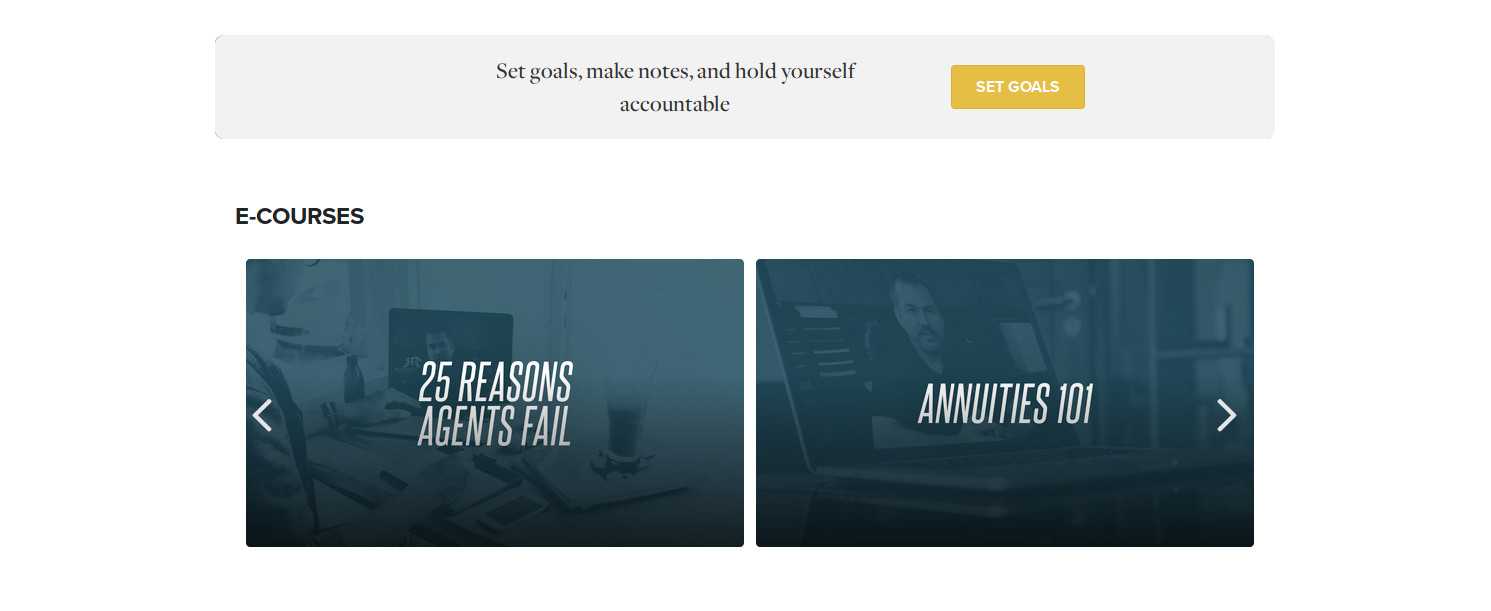 Set goals, make notes, and hold yourself
accountable
SET GOALS
E-COURSES
25 REASONS
AGENTS FAIL
ANNUITIES 101